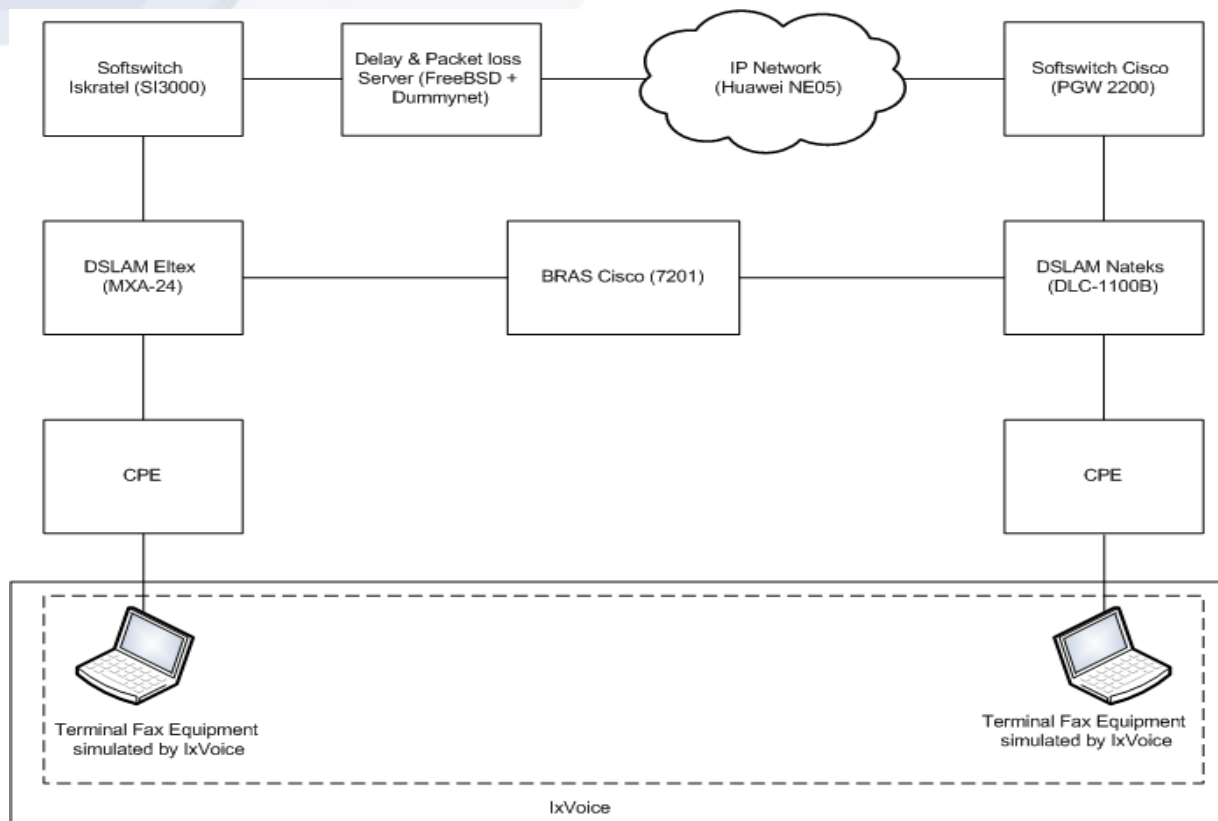 Softswitch
Iskratel (SI3000)
Delay & Packet loss
Server (FreeBSD +
Dummynet)
IP Network
(Huawei NE05)
Softswitch Cisco
(PGW 2200)
DSLAM Eltex
(MXA-24)
BRAS Cisco (7201)
DSLAM Nateks
(DLC-1100B)
CPE
CPE
Terminal Fax Equipment
simulated by IxVoice
Terminal Fax Equipment
simulated by IxVoice
IxVoice